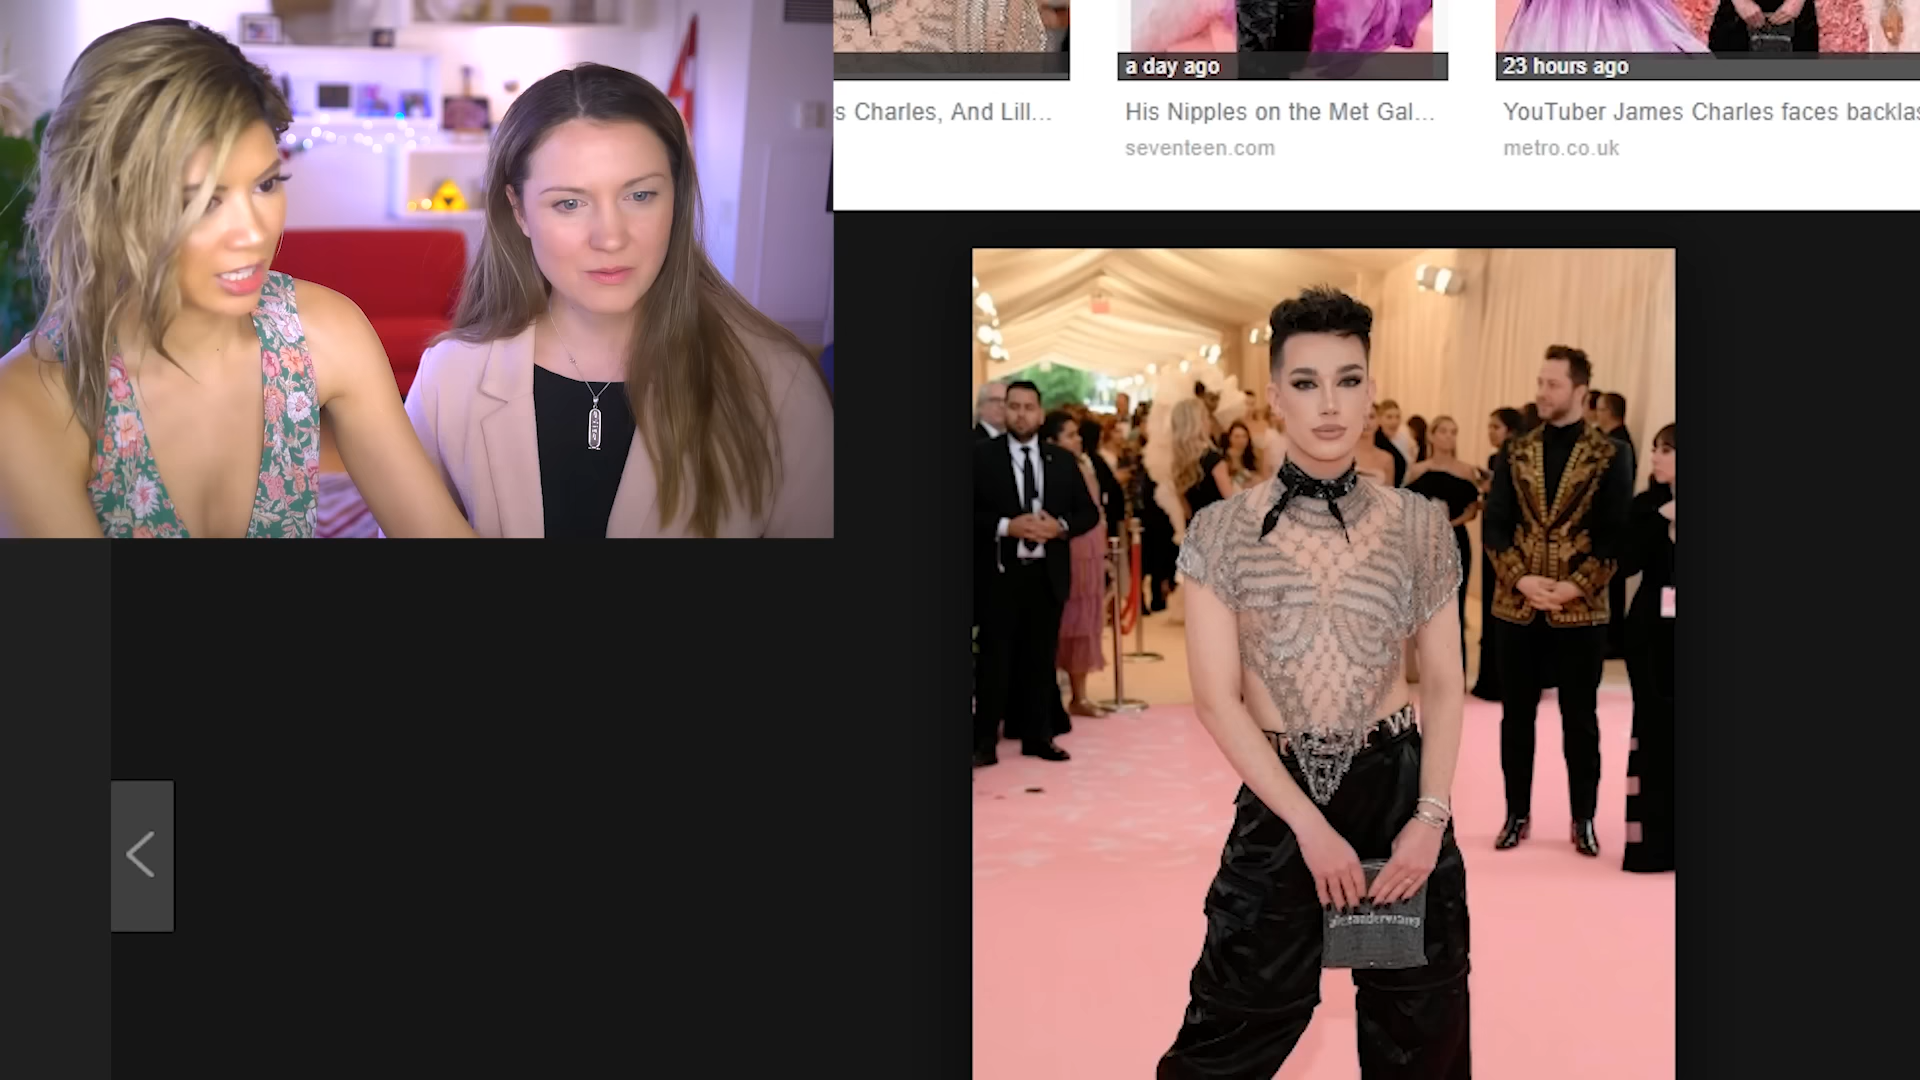 a day ago
23 hours ago
s Charles, And Lill...
His Nipples on the Met Gal...
YouTuber James Charles faces backlas
seventeen.com
metro.co.uk
alexanderwang